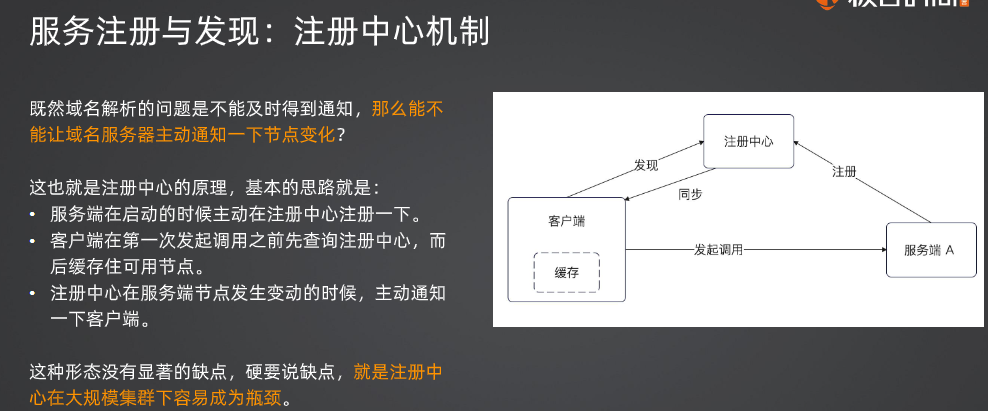 服务注册与发现：注册中心机制
既然域名解析的问题是不能及时得到通知，那么能不
能让域名服务器主动通知一下节点变化？
这也就是注册中心的原理，基本的思路就是：
• 服务端在启动的时候主动在注册中心注册一下。
• 客户端在第一次发起调用之前先查询注册中心，而
后缓存住可用节点。
• 注册中心在服务端节点发生变动的时候，主动通知
一下客户端。
这种形态没有显著的缺点，硬要说缺点，就是注册中
心在大规模集群下容易成为瓶颈。
注册中心
发现
注册
同步
客户端
缓存
发起调用
服务端 A